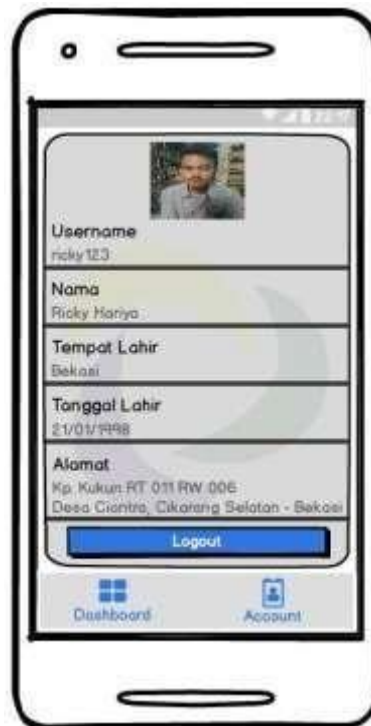 Username
ricky123
Nama
Ricky Hariyo
Tempat Lahir
Bekasi
Tanggal Lahir
21/01/1998
Alamat
Kp. Kukun RT 011 RW 006
Desa Ciantra, Cikarang Selatan - Bekasi
Logout
Dashboard
Account